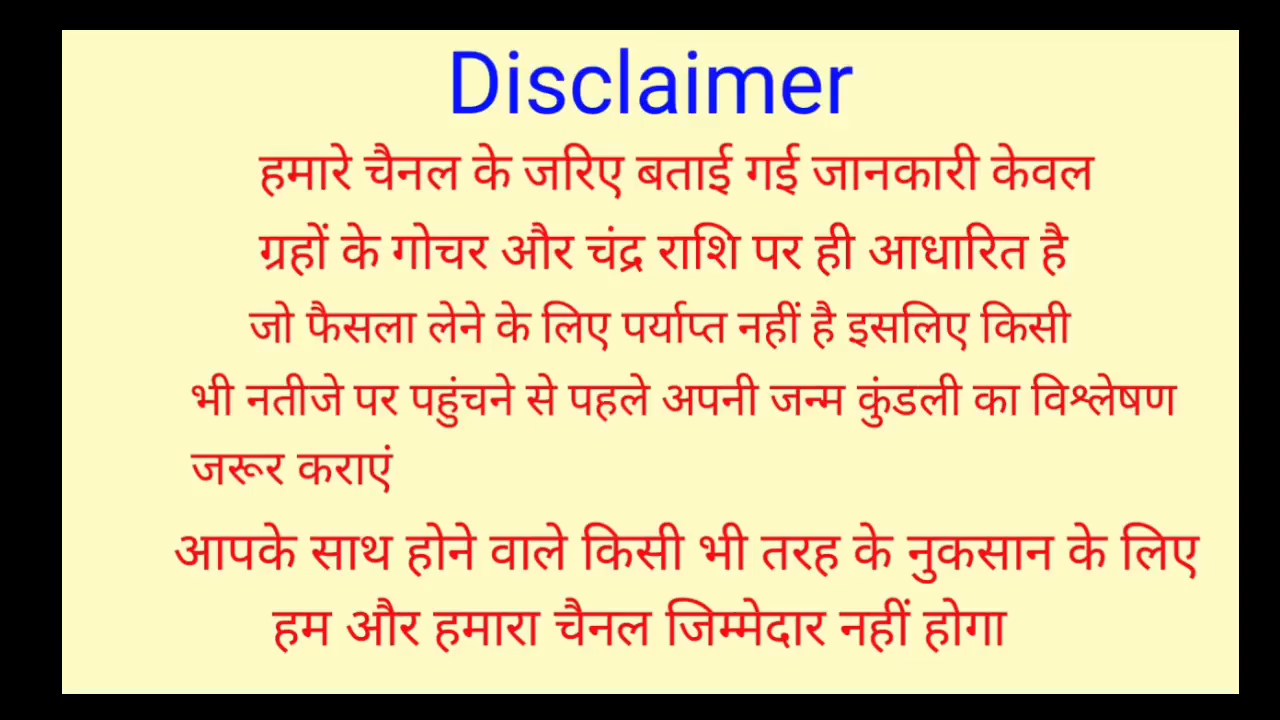 Disclaimer
हमारे चैनल के जरिए बताई गई जानकारी केवल
ग्रहों के गोचर और चंद्र राशि पर ही आधारित है
जो फैसला लेने के लिए पर्याप्त नहीं है इसलिए किसी
भी नतीजे पर पहुंचने से पहले अपनी जन्म कुंडली का विश्लेषण
जरूर कराएं
आपके साथ होने वाले किसी भी तरह के नुकसान के लिए
हम और हमारा चैनल जिम्मेदार नहीं होगा